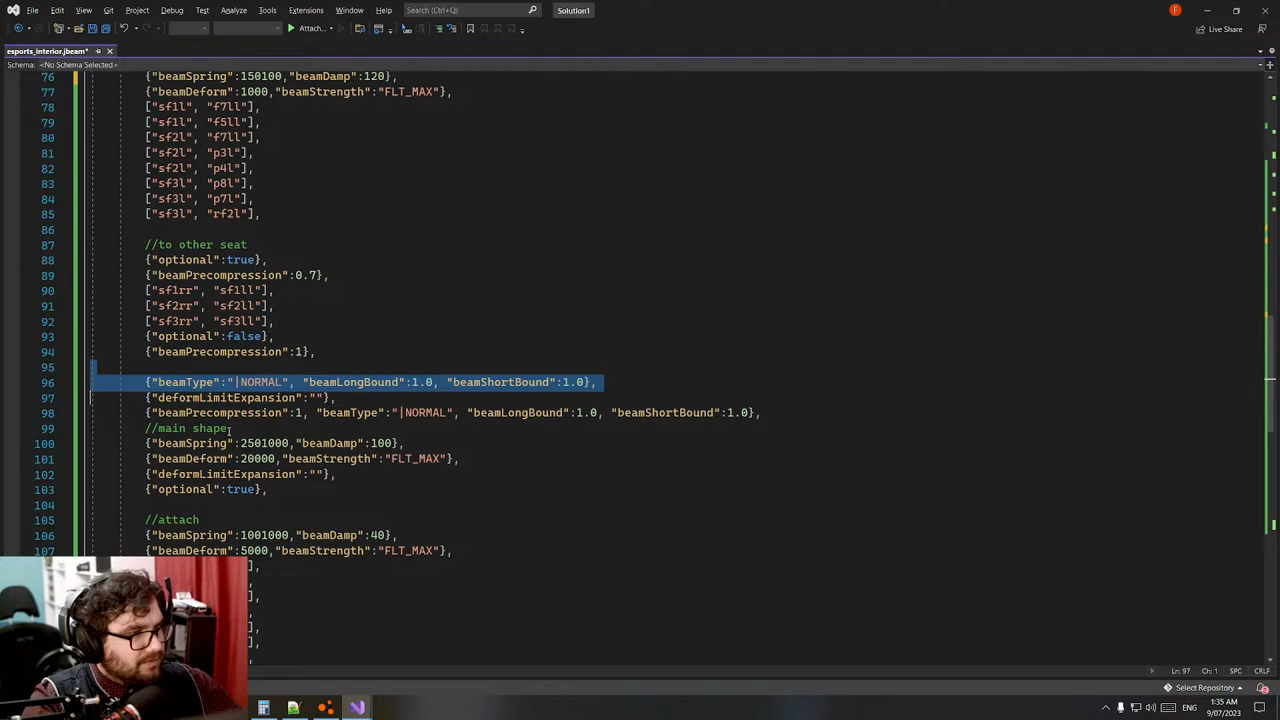 File Edit View Git Project Debug Test Analyze Tools Extensions Window Help Search (Ctrl+Q) Solution1
Attach... Live Share
esports_interior.jbeam*
Schema: <No Schema Selected>
76 {"beamSpring":150100,"beamDamp":120},
77 {"beamDeform":1000,"beamStrength":"FLT_MAX"},
78 ["sf1l", "f7ll"],
79 ["sf1l", "f5ll"],
80 ["sf2l", "f7ll"],
81 ["sf2l", "p3l"],
82 ["sf2l", "p4l"],
83 ["sf3l", "p8l"],
84 ["sf3l", "p7l"],
85 ["sf3l", "rf2l"],
86
87 //to other seat
88 {"optional":true},
89 {"beamPrecompression":0.7},
90 ["sf1rr", "sf1ll"],
91 ["sf2rr", "sf2ll"],
92 ["sf3rr", "sf3ll"],
93 {"optional":false},
94 {"beamPrecompression":1},
95
96 {"beamType":"|NORMAL", "beamLongBound":1.0, "beamShortBound":1.0},
97 {"deformLimitExpansion":""},
98 {"beamPrecompression":1, "beamType":"|NORMAL", "beamLongBound":1.0, "beamShortBound":1.0},
99 //main shape
100 {"beamSpring":2501000,"beamDamp":100},
101 {"beamDeform":20000,"beamStrength":"FLT_MAX"},
102 {"deformLimitExpansion":""},
103 {"optional":true},
104
105 //attach
106 {"beamSpring":1001000,"beamDamp":40},
107 {"beamDeform":5000,"beamStrength":"FLT_MAX"},
],
,
],
,
],
],
,
Ln: 97 Ch: 1 SPC CRLF
Select Repository
ENG 1:35 AM
9/07/2023